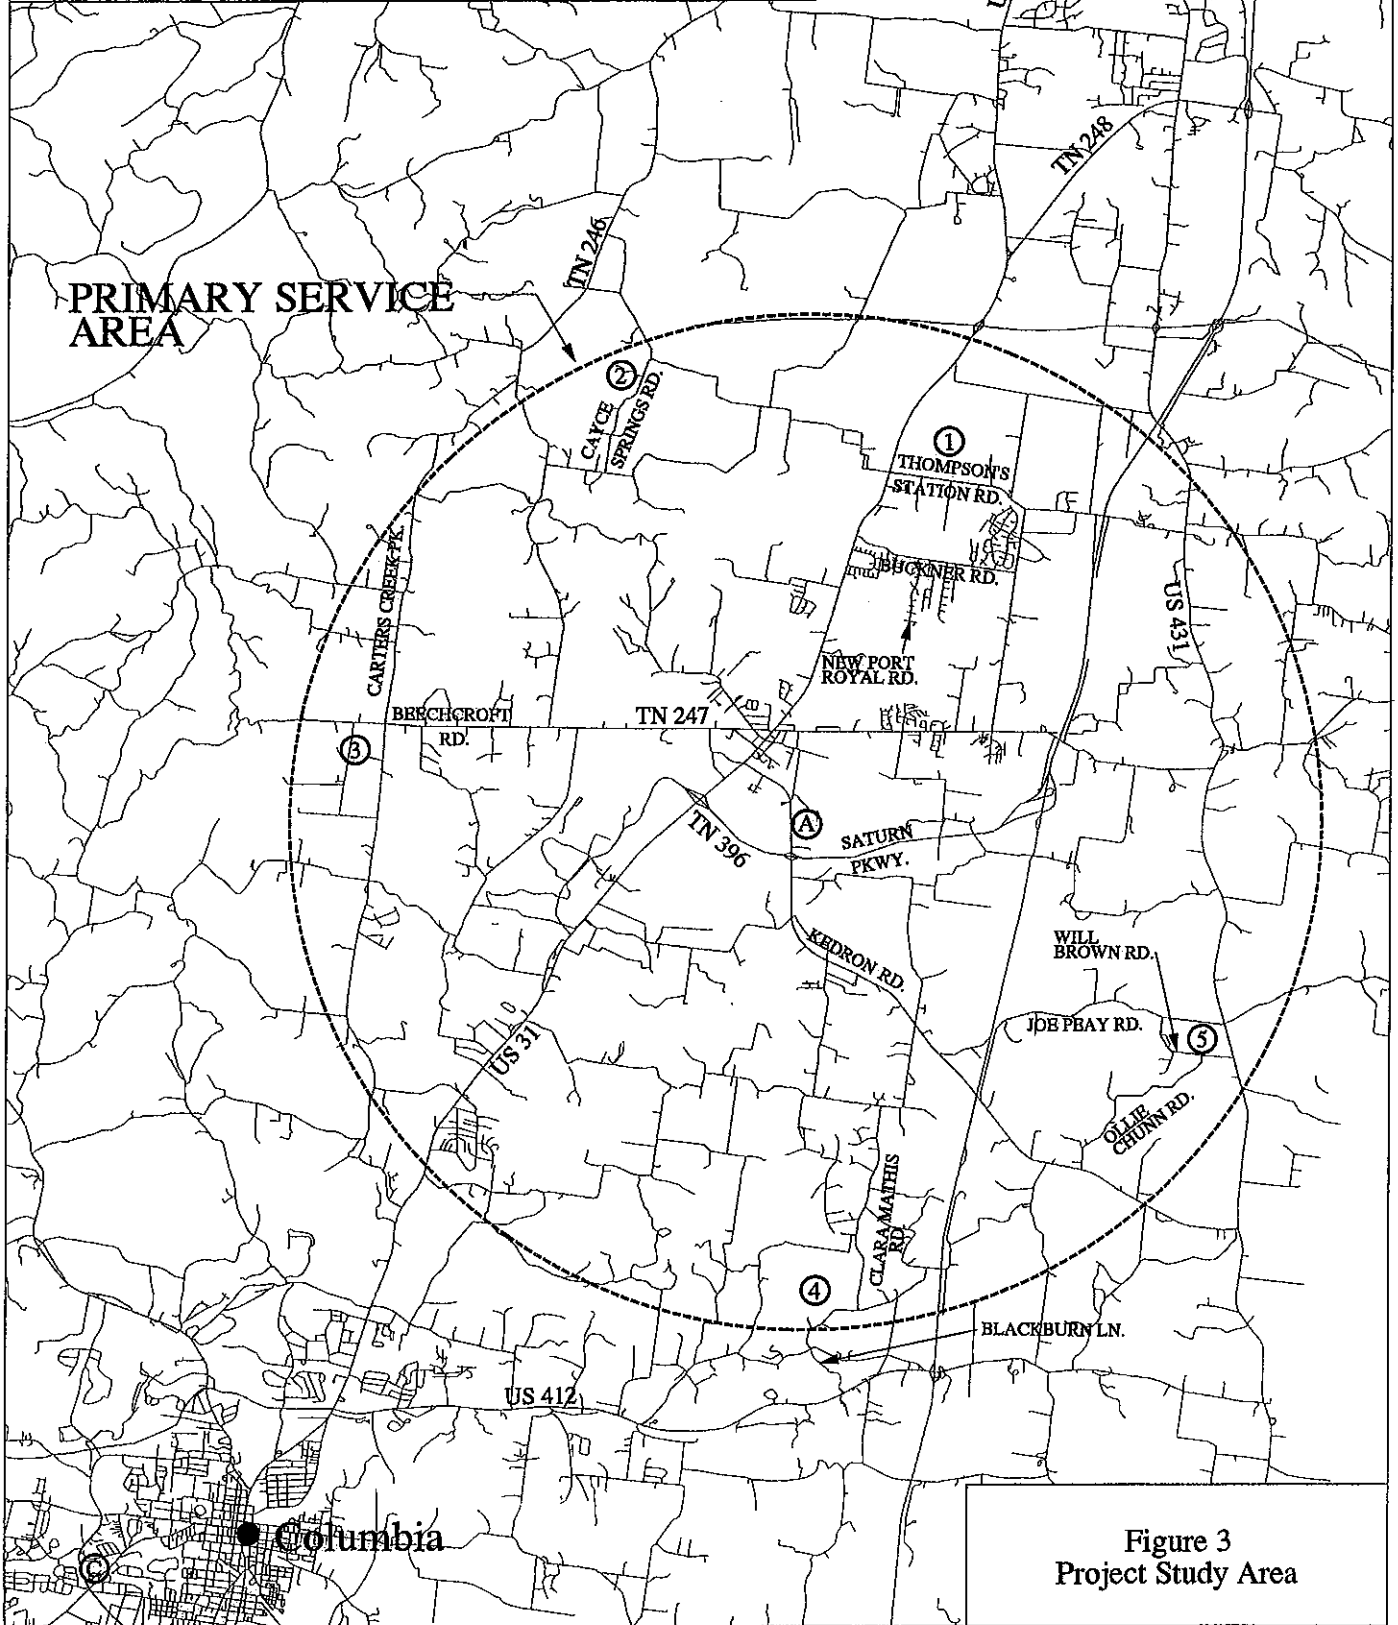 TN 248
TN 246
PRIMARY SERVICE
AREA
2
CAYCE
SPRINGS RD.
1
THOMPSON'S
STATION RD.
CARTERS CREEK PK.
BUCKNER RD.
US 431
NEW PORT
ROYAL RD.
BEECHCROFT
RD.
TN 247
3
A
TN 396
SATURN
PKWY.
KEDRON RD.
WILL
BROWN RD.
JOE PEAY RD.
5
US 31
OLLIE
CHUNN RD.
CLARA MATHIS
RD.
4
BLACKBURN LN.
US 412
Columbia
C
Figure 3
Project Study Area